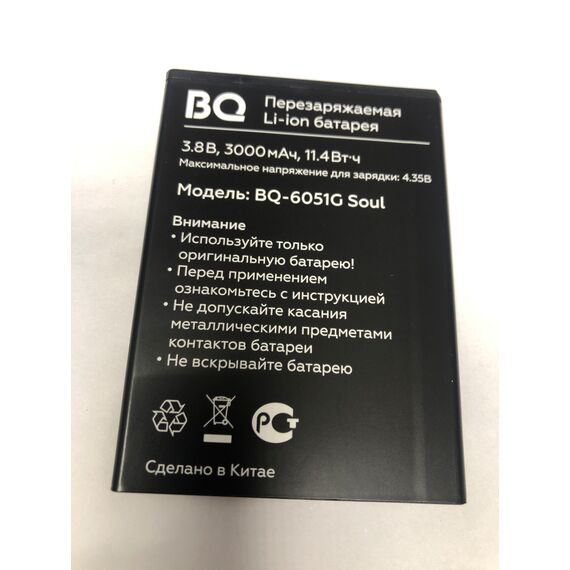 BQ
Перезаряжаемая
Li-ion батарея
3.8В, 3000мАч, 11.4Вт·ч
Максимальное напряжение для зарядки: 4.35В
Модель: BQ-6051G Soul
Внимание
• Используйте только
оригинальную батарею!
• Перед применением
ознакомьтесь с инструкцией
• Не допускайте касания
металлическими предметами
контактов батареи
• Не вскрывайте батарею
РСТ
Сделано в Китае